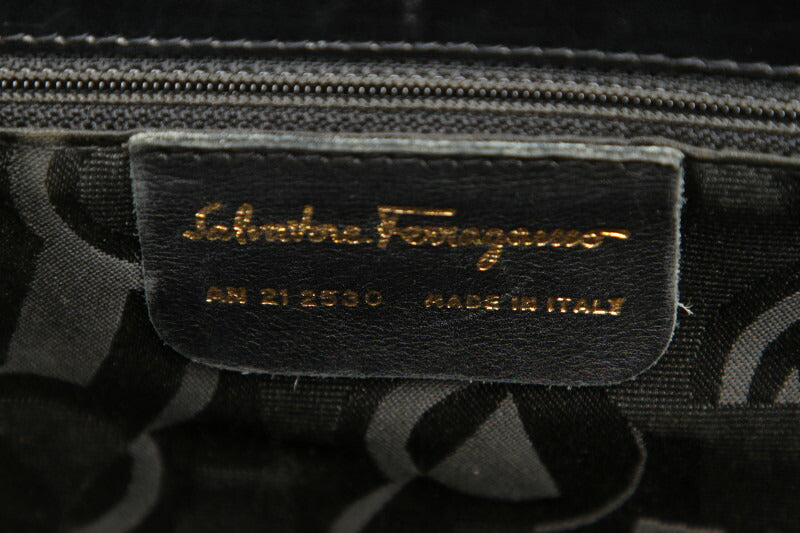 Salvatore Ferragamo
AN 21 2530 MADE IN ITALY